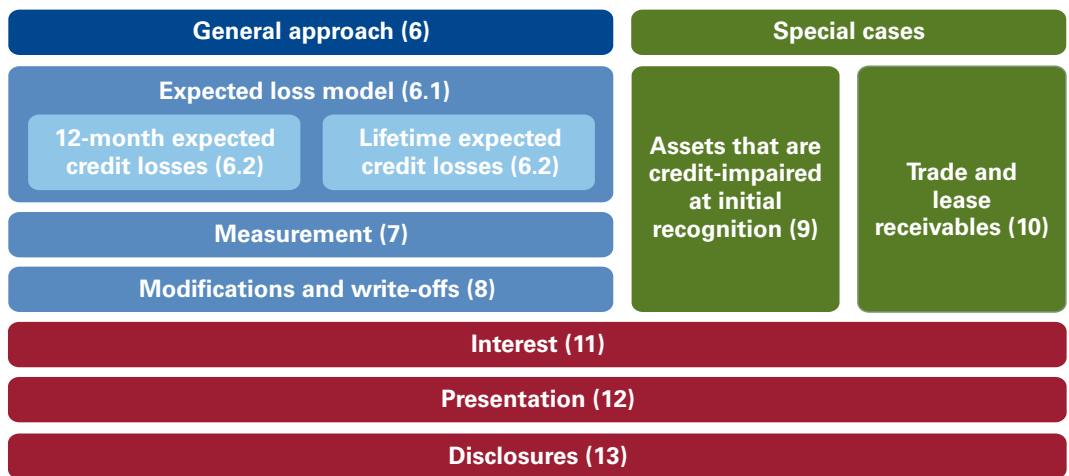 General approach (6)
Special cases
Expected loss model (6.1)
12-month expected
credit losses (6.2)
Lifetime expected
credit losses (6.2)
Measurement (7)
Modifications and write-offs (8)
Assets that are
credit-impaired
at initial
recognition (9)
Trade and
lease
receivables (10)
Interest (11)
Presentation (12)
Disclosures (13)